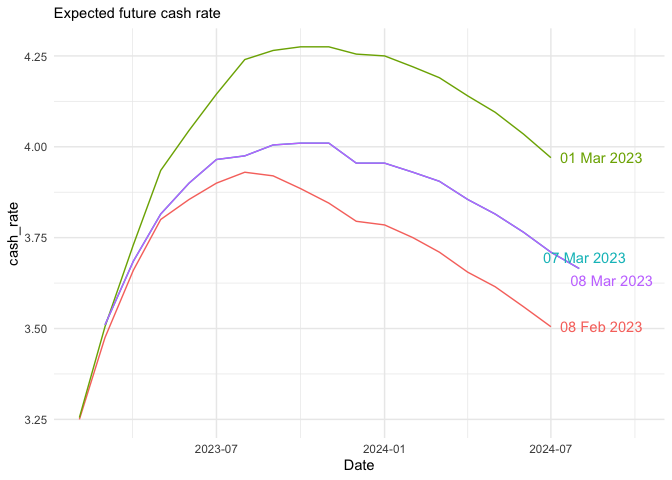 Expected future cash rate
4.25
4.00
3.75
3.50
3.25
cash_rate
01 Mar 2023
07 Mar 2023
08 Mar 2023
08 Feb 2023
2023-07
2024-01
2024-07
Date